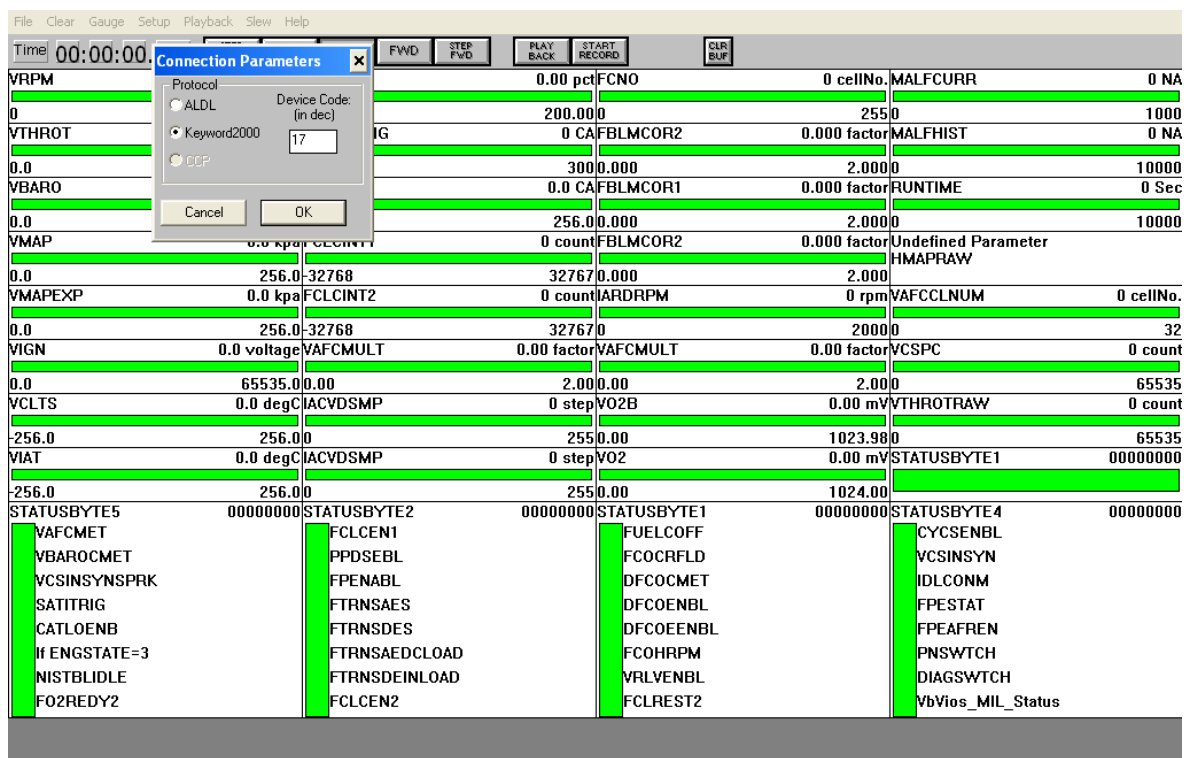 File Clear Gauge Setup Playback Slew Help
Time 00:00:00. FWD STEP FWD PLAY BACK START RECORD CLR BUF
Connection Parameters
Protocol
ALDL
Keyword2000
CCP
Device Code:
(in dec)
17
Cancel OK
VRPM 0.00 pct FCNO 0 cellNo. MALFCURR 0 NA
0 200.00 0 255 0 1000
VTHROT IG 0 CA FBLMCOR2 0.000 factor MALFHIST 0 NA
0.0 300 0.000 2.000 0 10000
VBARO 0.0 CA FBLMCOR1 0.000 factor RUNTIME 0 Sec
0.0 256.0 0.000 2.000 0 10000
VMAP 0.0 kpa FCLCINT1 0 count FBLMCOR2 0.000 factor Undefined Parameter
HMAPRAW
0.0 256.0 -32768 32767 0.000 2.000
VMAPEXP 0.0 kpa FCLCINT2 0 count IARDRPM 0 rpm VAFCCLNUM 0 cellNo.
0.0 256.0 -32768 32767 0 2000 0 32
VIGN 0.0 voltage VAFCMULT 0.00 factor VAFCMULT 0.00 factor VCSPC 0 count
0.0 65535.0 0.00 2.00 0.00 2.00 0 65535
VCLTS 0.0 degC IACVDSMP 0 step VO2B 0.00 mV VTHROTRAW 0 count
-256.0 256.0 0 255 0.00 1023.98 0 65535
VIAT 0.0 degC IACVDSMP 0 step VO2 0.00 mV STATUSBYTE1 00000000
-256.0 256.0 0 255 0.00 1024.00
STATUSBYTE5 00000000 STATUSBYTE2 00000000 STATUSBYTE1 00000000 STATUSBYTE4 00000000
VAFCMET FCLCEN1 FUELCOFF CYCSENBL
VBAROCMET PPDSEBL FCOCRFLD VCSINSYN
VCSINSYNSPRK FPENABL DFCOCMET IDLCONM
SATITRIG FTRNSAES DFCOENBL FPESTAT
CATLOENB FTRNSDES DFCOEENBL FPEAFREN
If ENGSTATE=3 FTRNSAEDCLOAD FCOHRPM PNSWTCH
NISTBLIDLE FTRNSDEINLOAD VRLVENBL DIAGSWTCH
FO2REDY2 FCLCEN2 FCLREST2 VbVios_MIL_Status